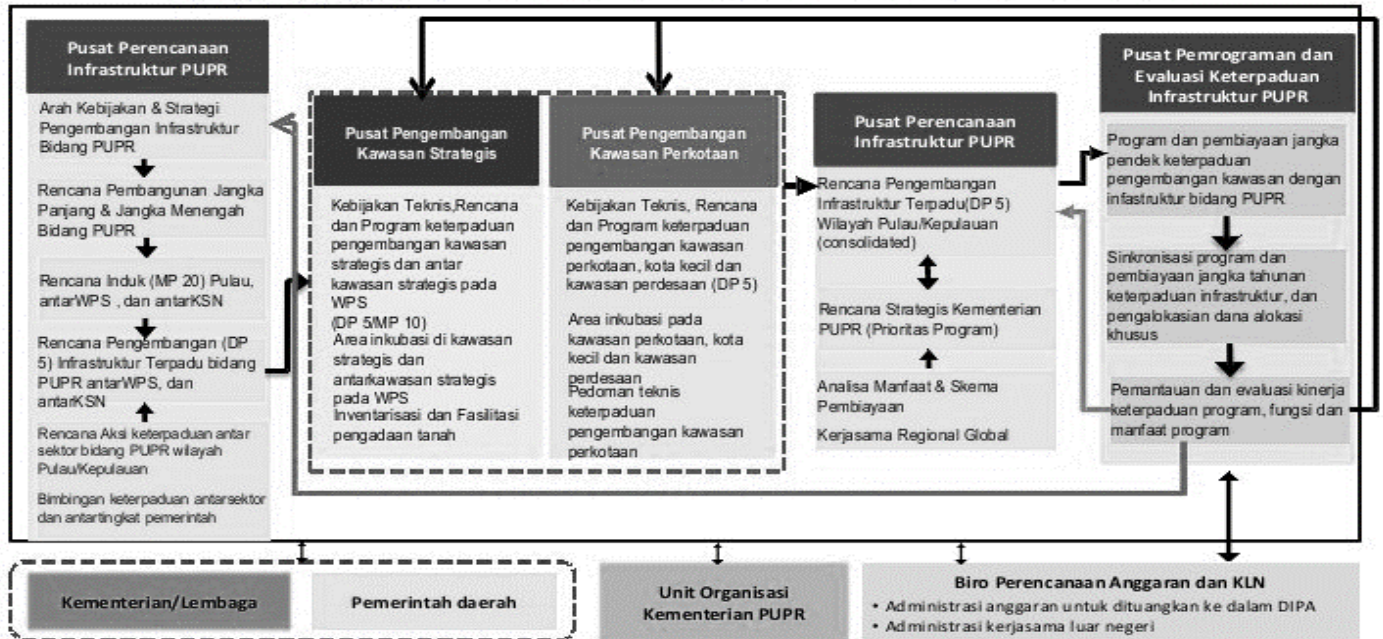 Pusat Perencanaan
Infrastruktur PUPR
Arah Kebijakan & Strategi
Pengembangan Infrastruktur
Bidang PUPR
Rencana Pembangunan Jangka
Panjang & Jangka Menengah
Bidang PUPR
Rencana Induk (MP 20) Pulau,
antarWPS , dan antarKSN
Rencana Pengembangan (DP
5) Infrastruktur Terpadu bidang
PUPR antarWPS, dan
antarKSN
Rencana Aksi keterpaduan antar
sektor bidang PUPR wilayah
Pulau/Kepulauan
Bimbingan keterpaduan antarsektor
dan antartingkat pemerintah
Pusat Pengembangan
Kawasan Strategis
Kebijakan Teknis,Rencana
dan Program keterpaduan
pengembangan kawasan
strategis dan antar
kawasan strategis pada
WPS
(DP 5/MP 10)
Area inkubasi di kawasan
strategis dan
antarkawasan strategis
pada WPS
Inventarisasi dan Fasilitasi
pengadaan tanah
Pusat Pengembangan
Kawasan Perkotaan
Kebijakan Teknis, Rencana
dan Program keterpaduan
pengembangan kawasan
perkotaan, kota kecil dan
kawasan perdesaan (DP 5)
Area inkubasi pada
kawasan perkotaan, kota
kecil dan kawasan
perdesaan
Pedoman teknis
keterpaduan
pengembangan kawasan
perkotaan
Pusat Perencanaan
Infrastruktur PUPR
Rencana Pengembangan
Infrastruktur Terpadu(DP 5)
Wilayah Pulau/Kepulauan
(consolidated)
Rencana Strategis Kementerian
PUPR (Prioritas Program)
Analisa Manfaat & Skema
Pembiayaan
Kerjasama Regional Global
Pusat Pemrograman dan
Evaluasi Keterpaduan
Infrastruktur PUPR
Program dan pembiayaan jangka
pendek keterpaduan
pengembangan kawasan dengan
infastruktur bidang PUPR
Sinkronisasi program dan
pembiayaan jangka tahunan
keterpaduan infrastruktur, dan
pengalokasian dana alokasi
khusus
Pemantauan dan evaluasi kinerja
keterpaduan program, fungsi dan
manfaat program
Kementerian/Lembaga
Pemerintah daerah
Unit Organisasi
Kementerian PUPR
Biro Perencanaan Anggaran dan KLN
• Administrasi anggaran untuk dituangkan ke dalam DIPA
• Administrasi kerjasama luar negeri